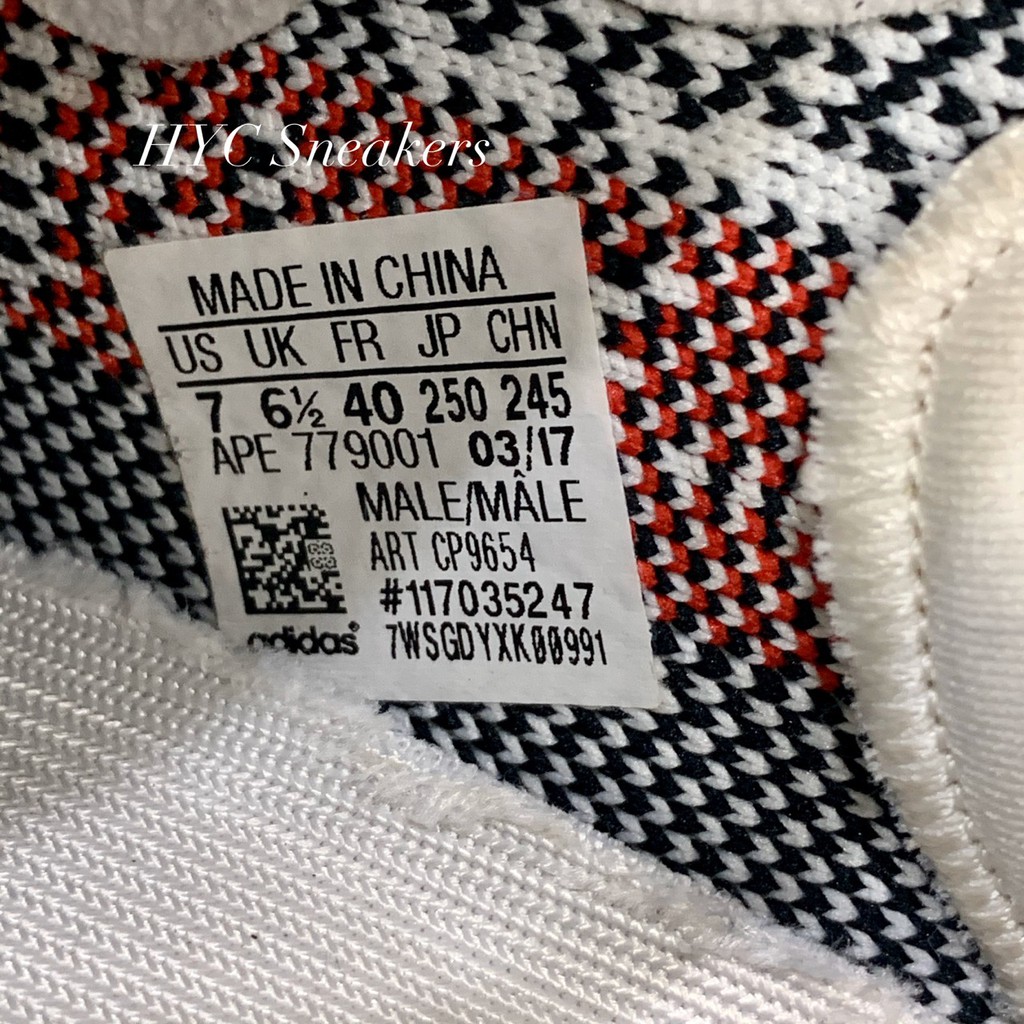 HYC Sneakers
MADE IN CHINA
US UK FR JP CHN
7 6½ 40 250 245
APE 779001 03/17
MALE/MÂLE
ART CP9654
#117035247
adidas® 7WSGDYXK00991